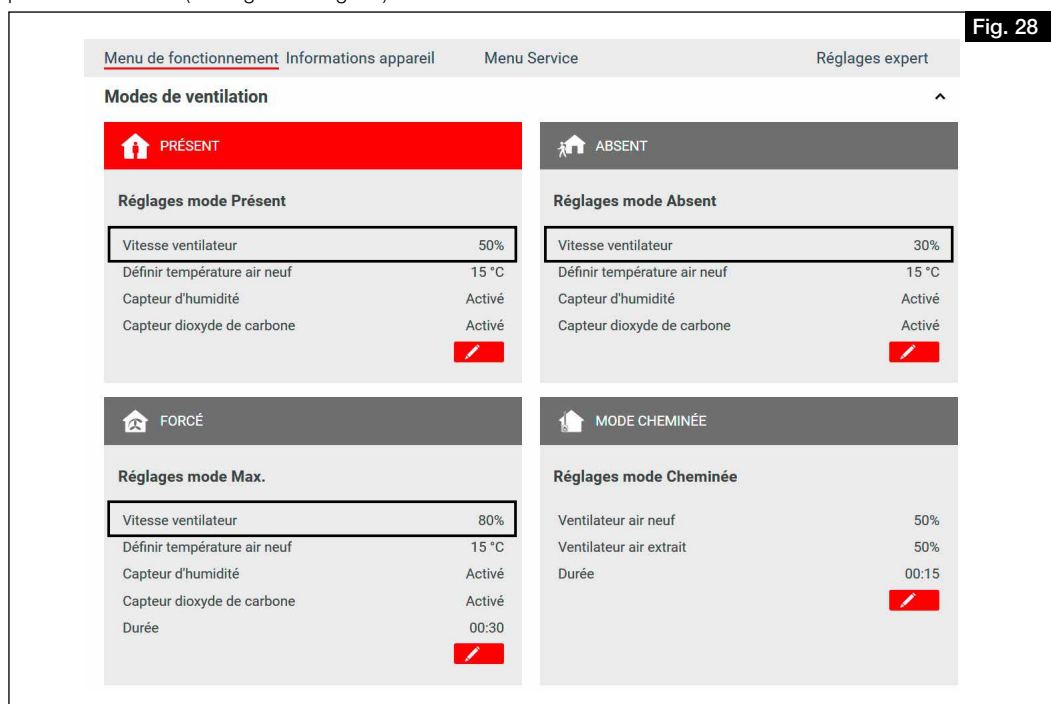 Fig. 28
Menu de fonctionnement Informations appareil Menu Service Réglages expert
Modes de ventilation
PRÉSENT
Réglages mode Présent
Vitesse ventilateur 50%
Définir température air neuf 15 °C
Capteur d'humidité Activé
Capteur dioxyde de carbone Activé
ABSENT
Réglages mode Absent
Vitesse ventilateur 30%
Définir température air neuf 15 °C
Capteur d'humidité Activé
Capteur dioxyde de carbone Activé
FORCÉ
Réglages mode Max.
Vitesse ventilateur 80%
Définir température air neuf 15 °C
Capteur d'humidité Activé
Capteur dioxyde de carbone Activé
Durée 00:30
MODE CHEMINÉE
Réglages mode Cheminée
Ventilateur air neuf 50%
Ventilateur air extrait 50%
Durée 00:15